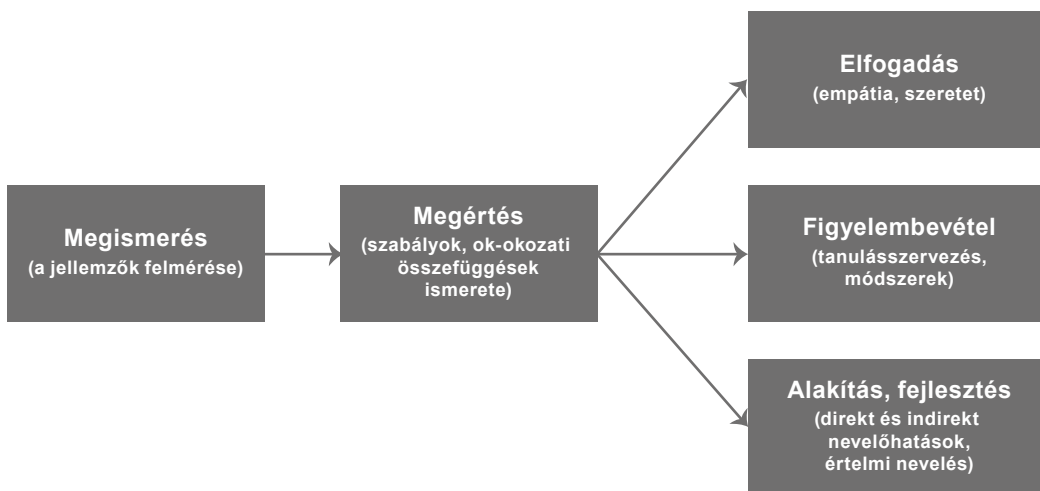 Megismerés
(a jellemzők felmérése)
Megértés
(szabályok, ok-okozati
összefüggések
ismerete)
Elfogadás
(empátia, szeretet)
Figyelembevétel
(tanulásszervezés,
módszerek)
Alakítás, fejlesztés
(direkt és indirekt
nevelőhatások,
értelmi nevelés)